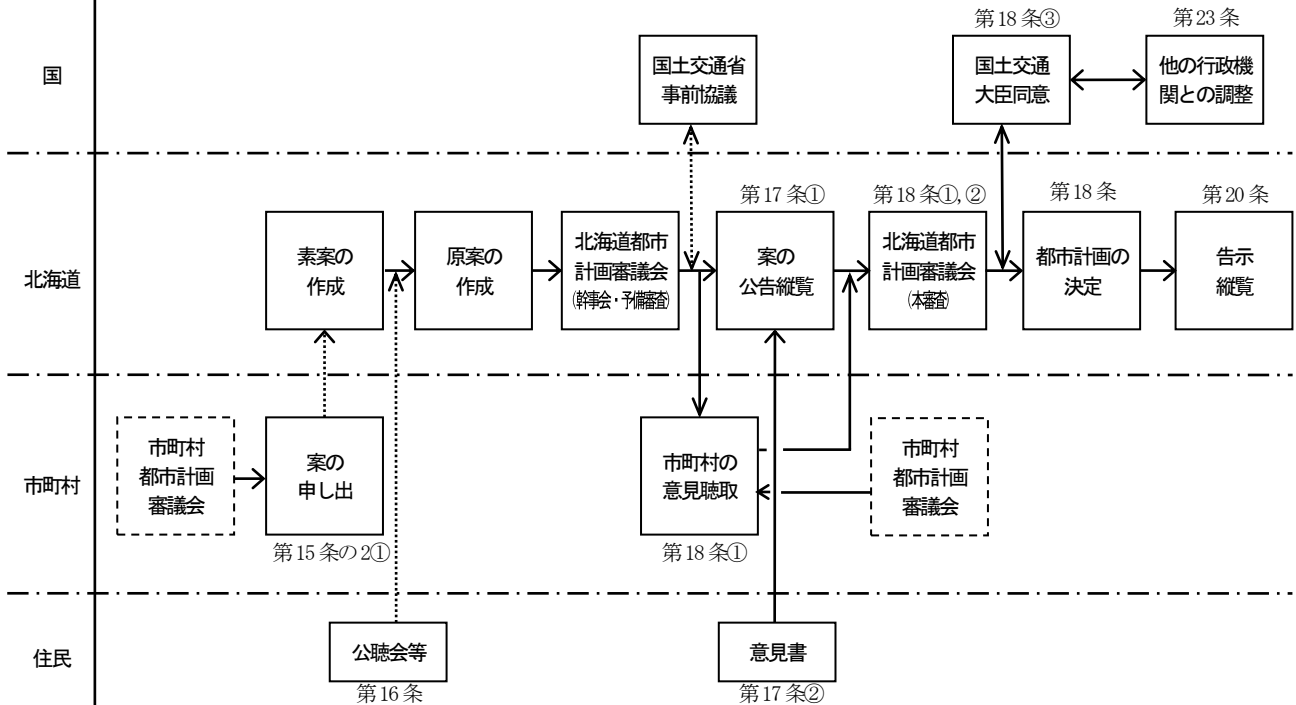 国
国土交通省
事前協議
第18条③
国土交通
大臣同意
第23条
他の行政機
関との調整
北海道
素案の
作成
原案の
作成
北海道都市
計画審議会
(幹事会・予備審査)
第17条①
案の
公告縦覧
第18条①,②
北海道都市
計画審議会
(本審査)
第18条
都市計画の
決定
第20条
告示
縦覧
市町村
市町村
都市計画
審議会
案の
申し出
第15条の2①
市町村の
意見聴取
第18条①
市町村
都市計画
審議会
住民
公聴会等
第16条
意見書
第17条②